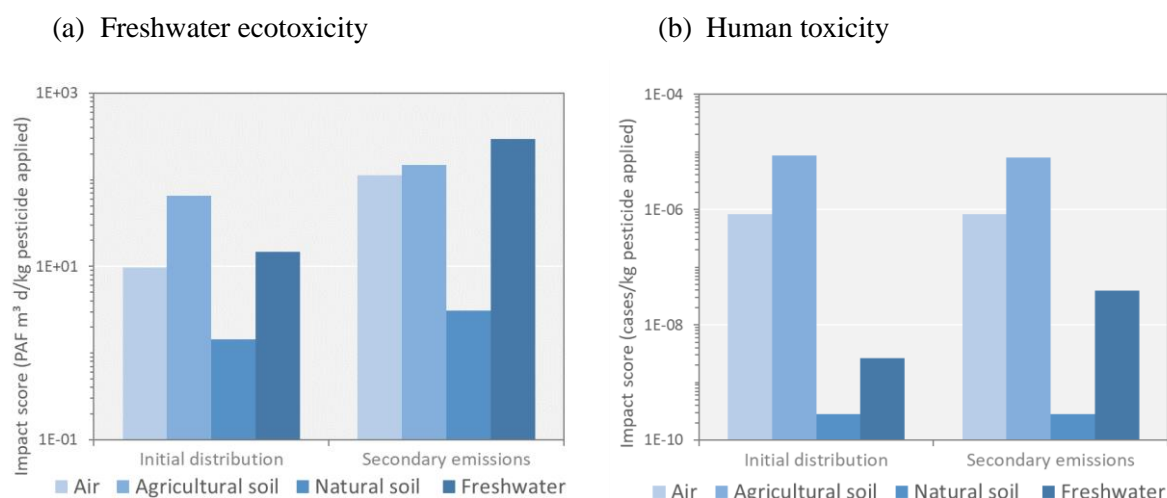 (a) Freshwater ecotoxicity
Impact score (PAF m³ d/kg pesticide applied)
1E+03
1E+01
1E-01
Initial distribution Secondary emissions
Air Agricultural soil Natural soil Freshwater
(b) Human toxicity
Impact score (cases/kg pesticide applied)
1E-04
1E-06
1E-08
1E-10
Initial distribution Secondary emissions
Air Agricultural soil Natural soil Freshwater